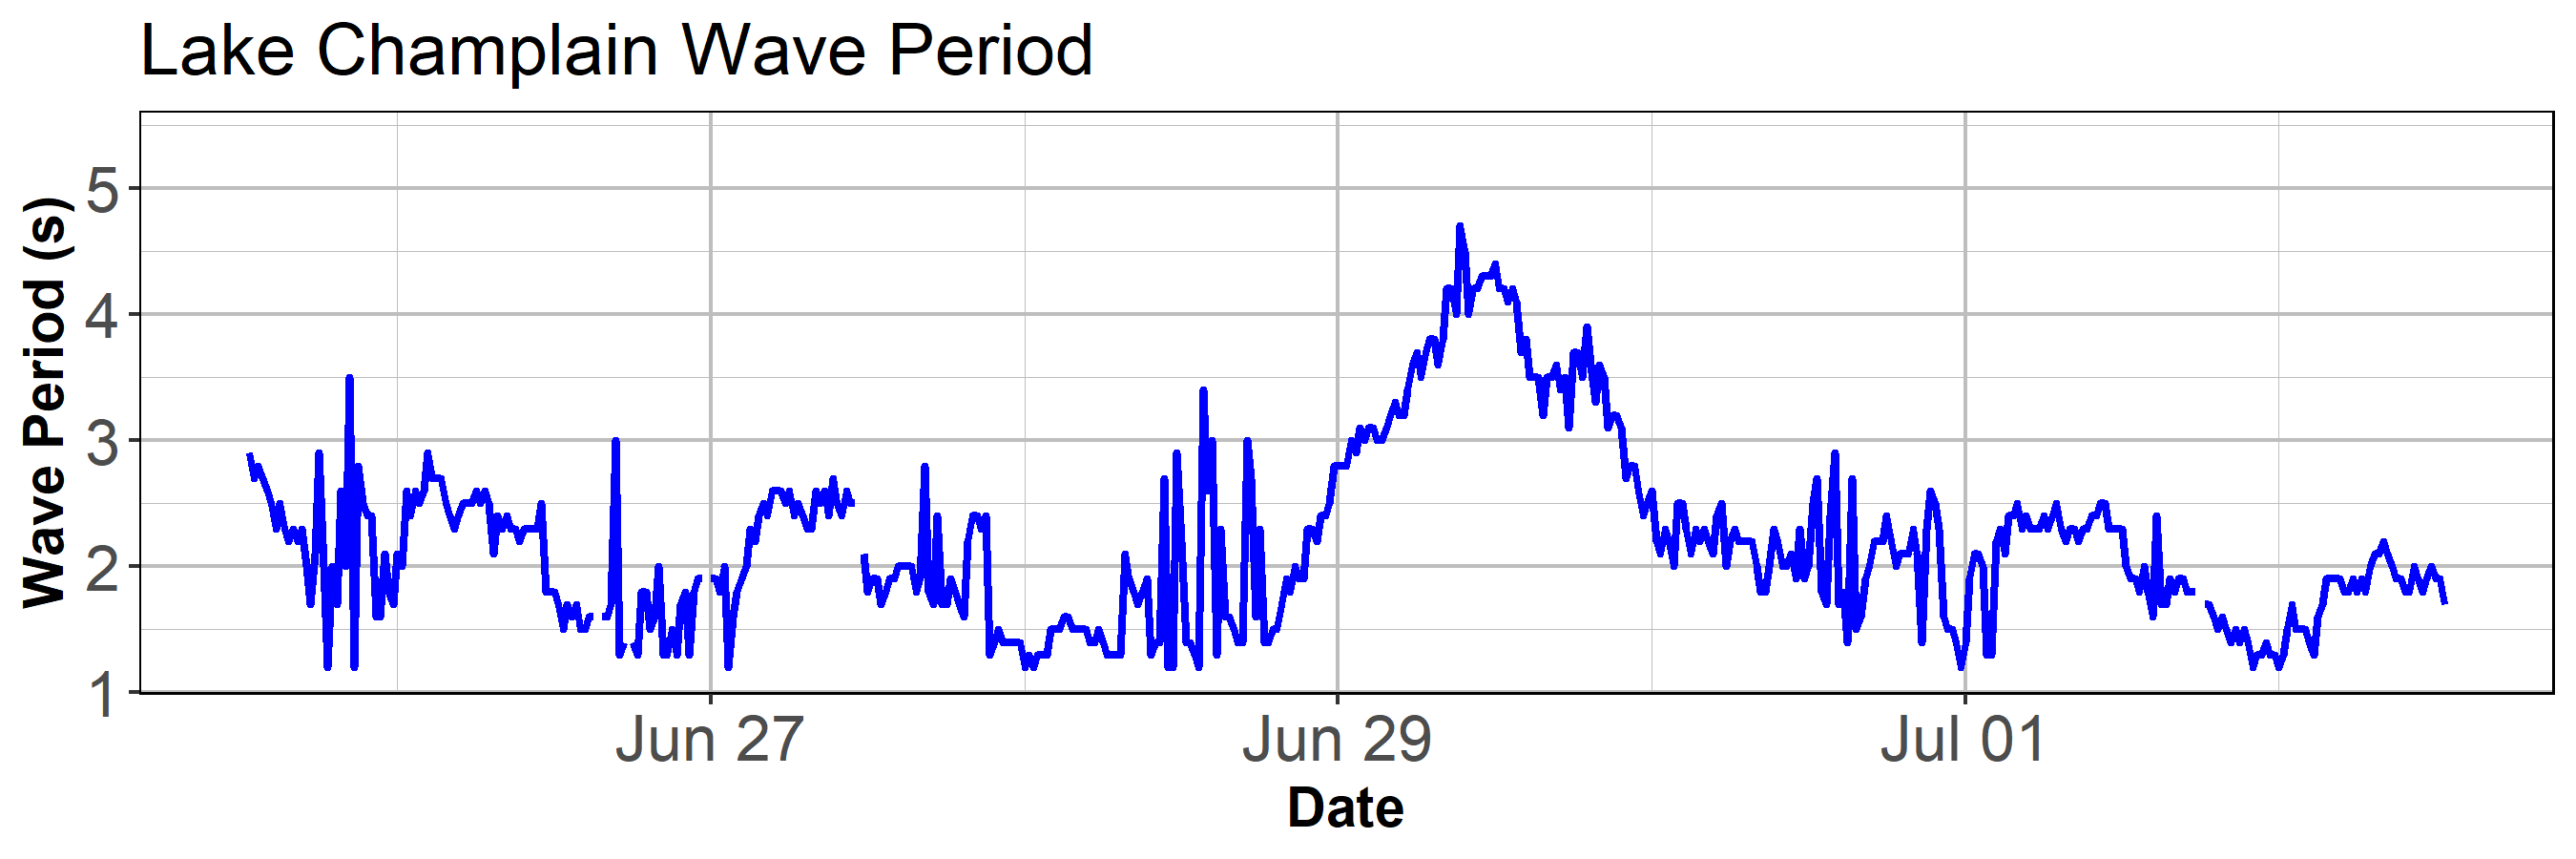 Lake Champlain Wave Period
Wave Period (s)
5
4
3
2
1
Jun 27
Jun 29
Jul 01
Date